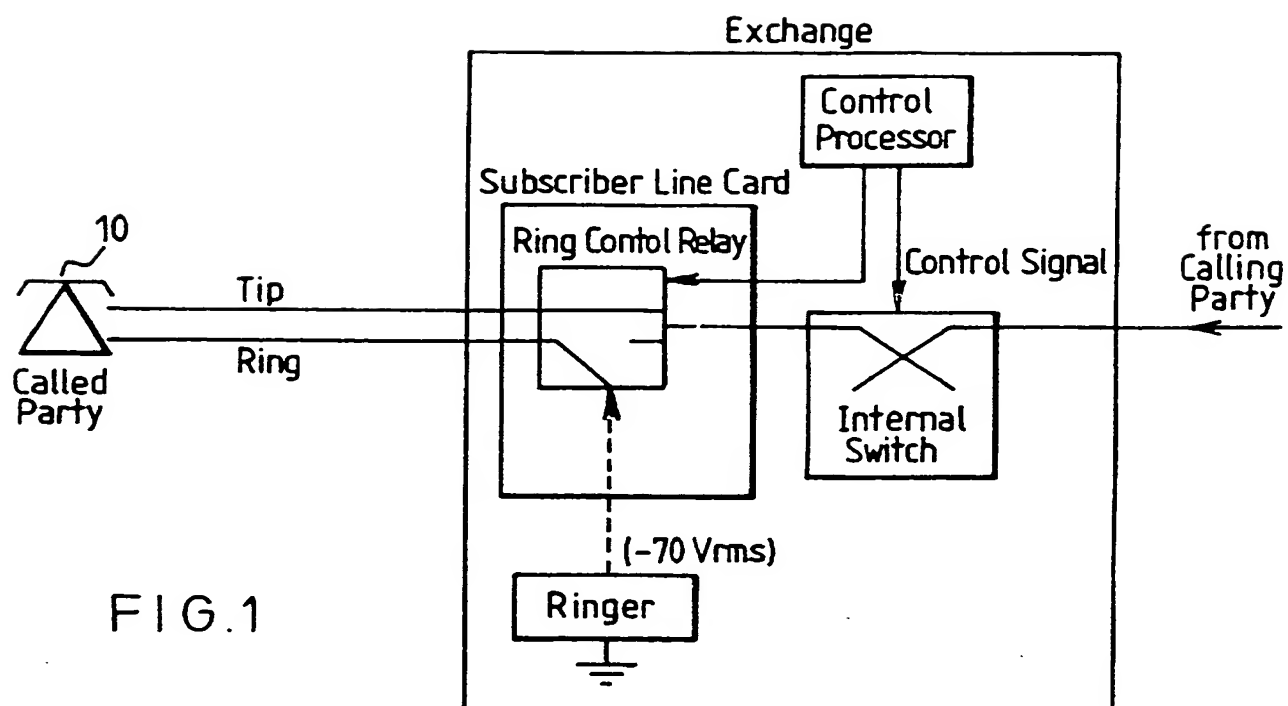 Exchange
Control
Processor
Subscriber Line Card
10
Ring Contol Relay
from
Calling
Party
Control Signal
Tip
Ring
Called
Party
Internal
Switch
(-70 Vrms)
Ringer
FIG.1